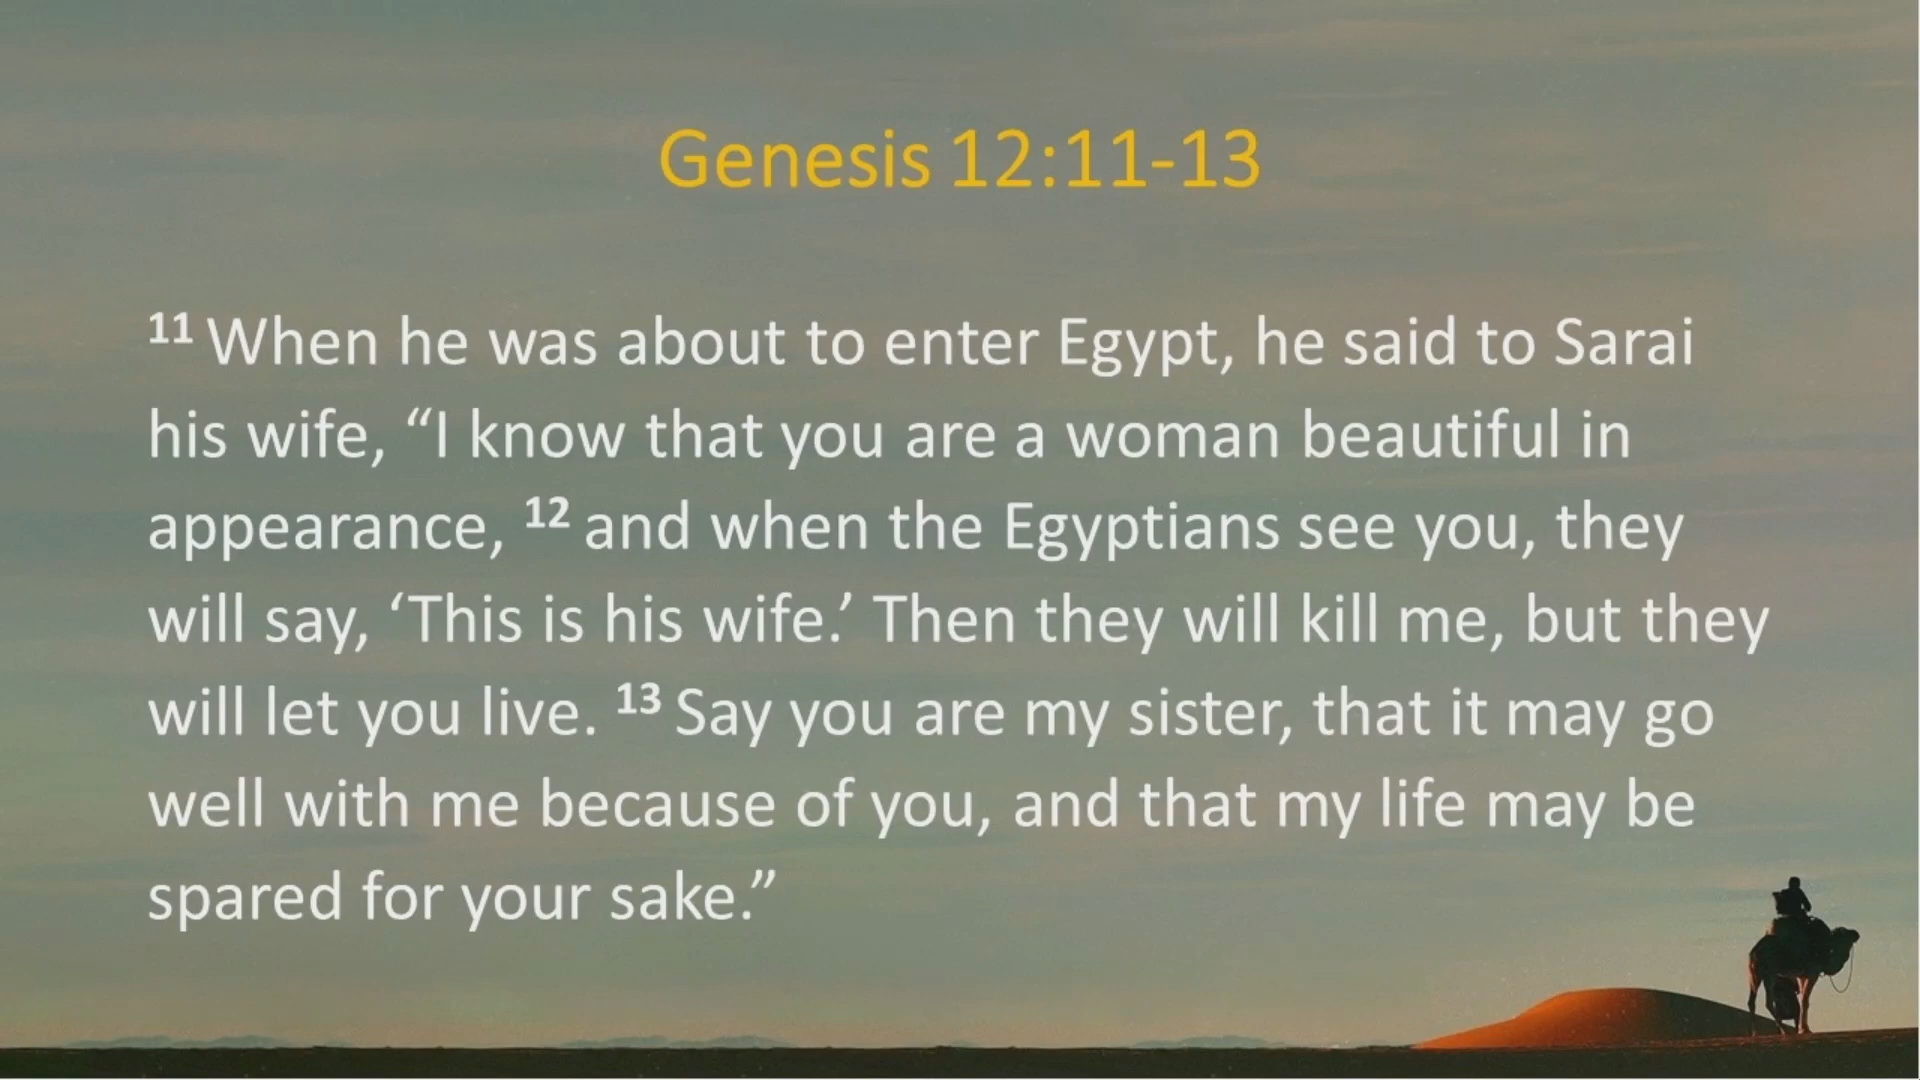 Genesis 12:11-13
11 When he was about to enter Egypt, he said to Sarai
his wife, “I know that you are a woman beautiful in
appearance, 12 and when the Egyptians see you, they
will say, ‘This is his wife.’ Then they will kill me, but they
will let you live. 13 Say you are my sister, that it may go
well with me because of you, and that my life may be
spared for your sake.”